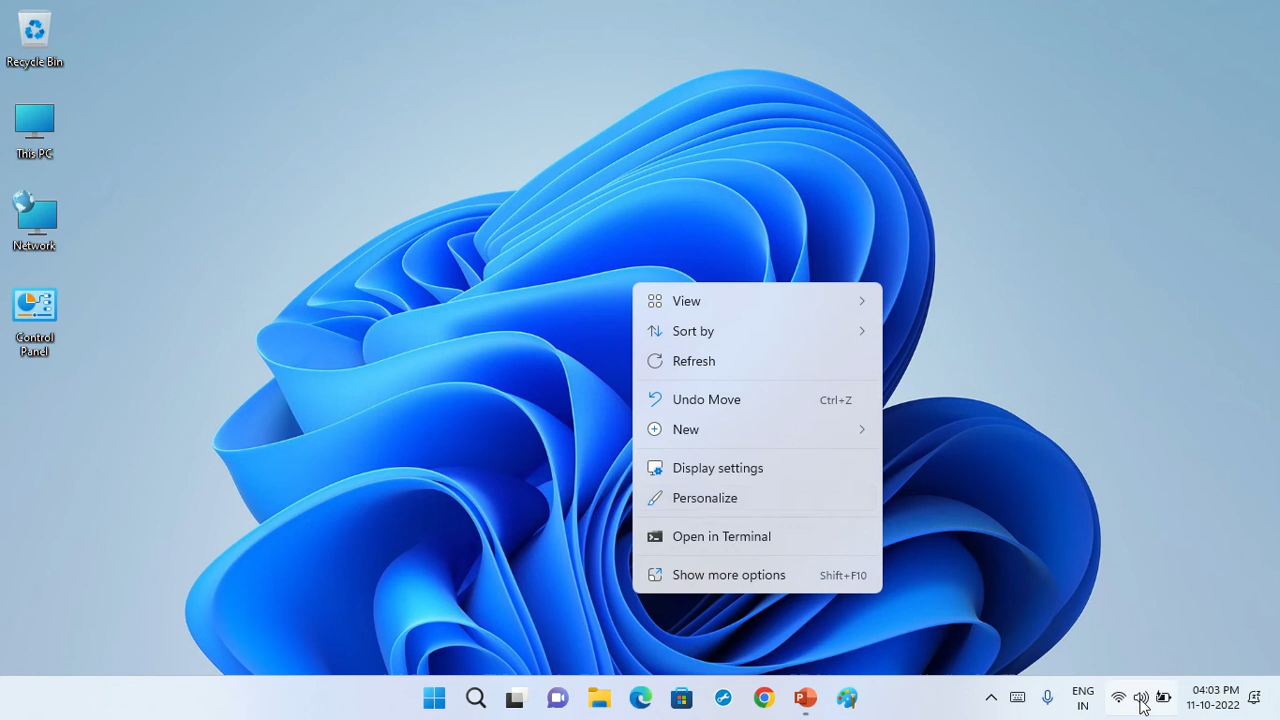 Recycle Bin
This PC
Network
Control
Panel
View
Sort by
Refresh
Undo Move Ctrl+Z
New
Display settings
Personalize
Open in Terminal
Show more options Shift+F10
ENG
IN
04:03 PM
11-10-2022